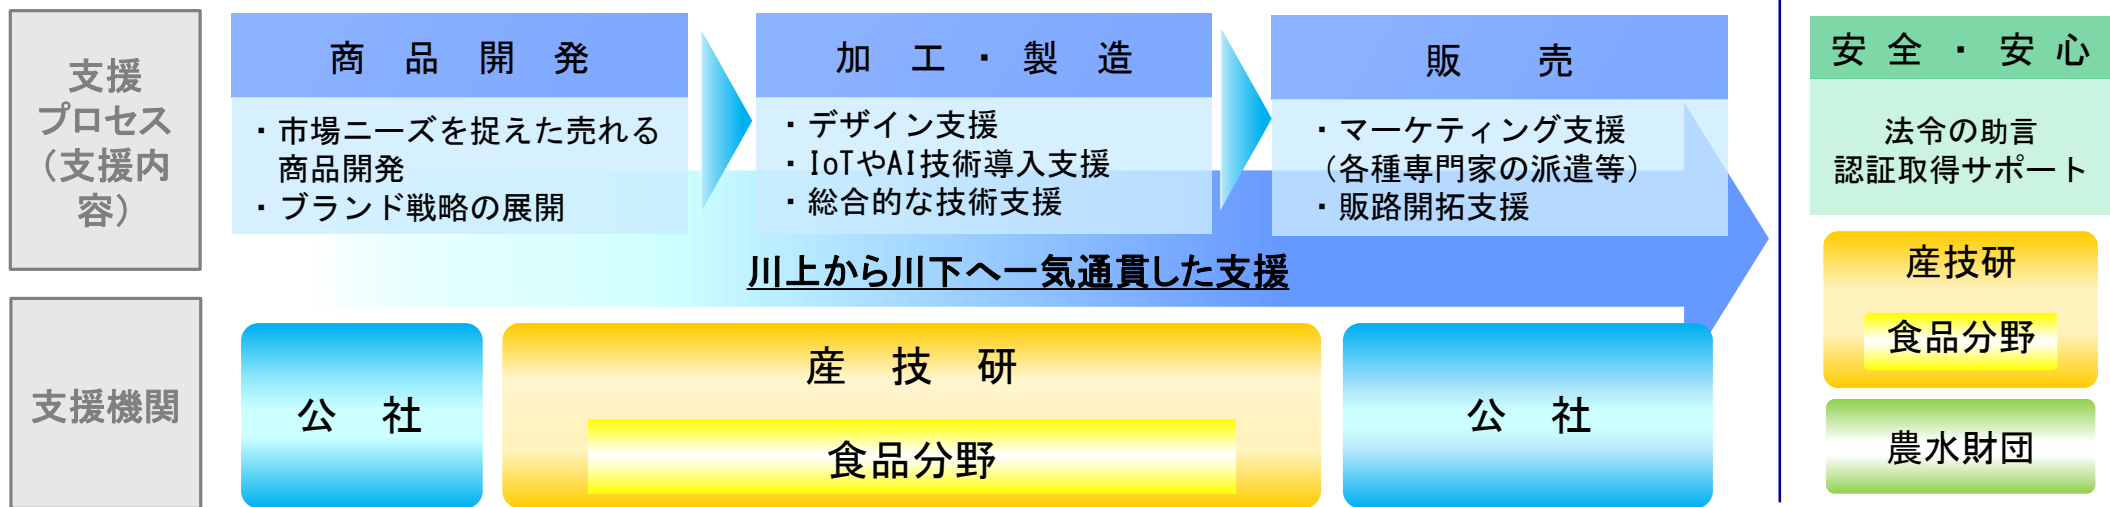 支援
プロセス
（支援内
容）
商　品　開　発
・市場ニーズを捉えた売れる
商品開発
・ブランド戦略の展開
加　工・製　造
・デザイン支援
・IoTやAI技術導入支援
・総合的な技術支援
販　　売
・マーケティング支援
（各種専門家の派遣等）
・販路開拓支援
川上から川下へ一気通貫した支援
支援機関
公　社
産　技　研
食品分野
公　社
安全・安心
法令の助言
認証取得サポート
産技研
食品分野
農水財団